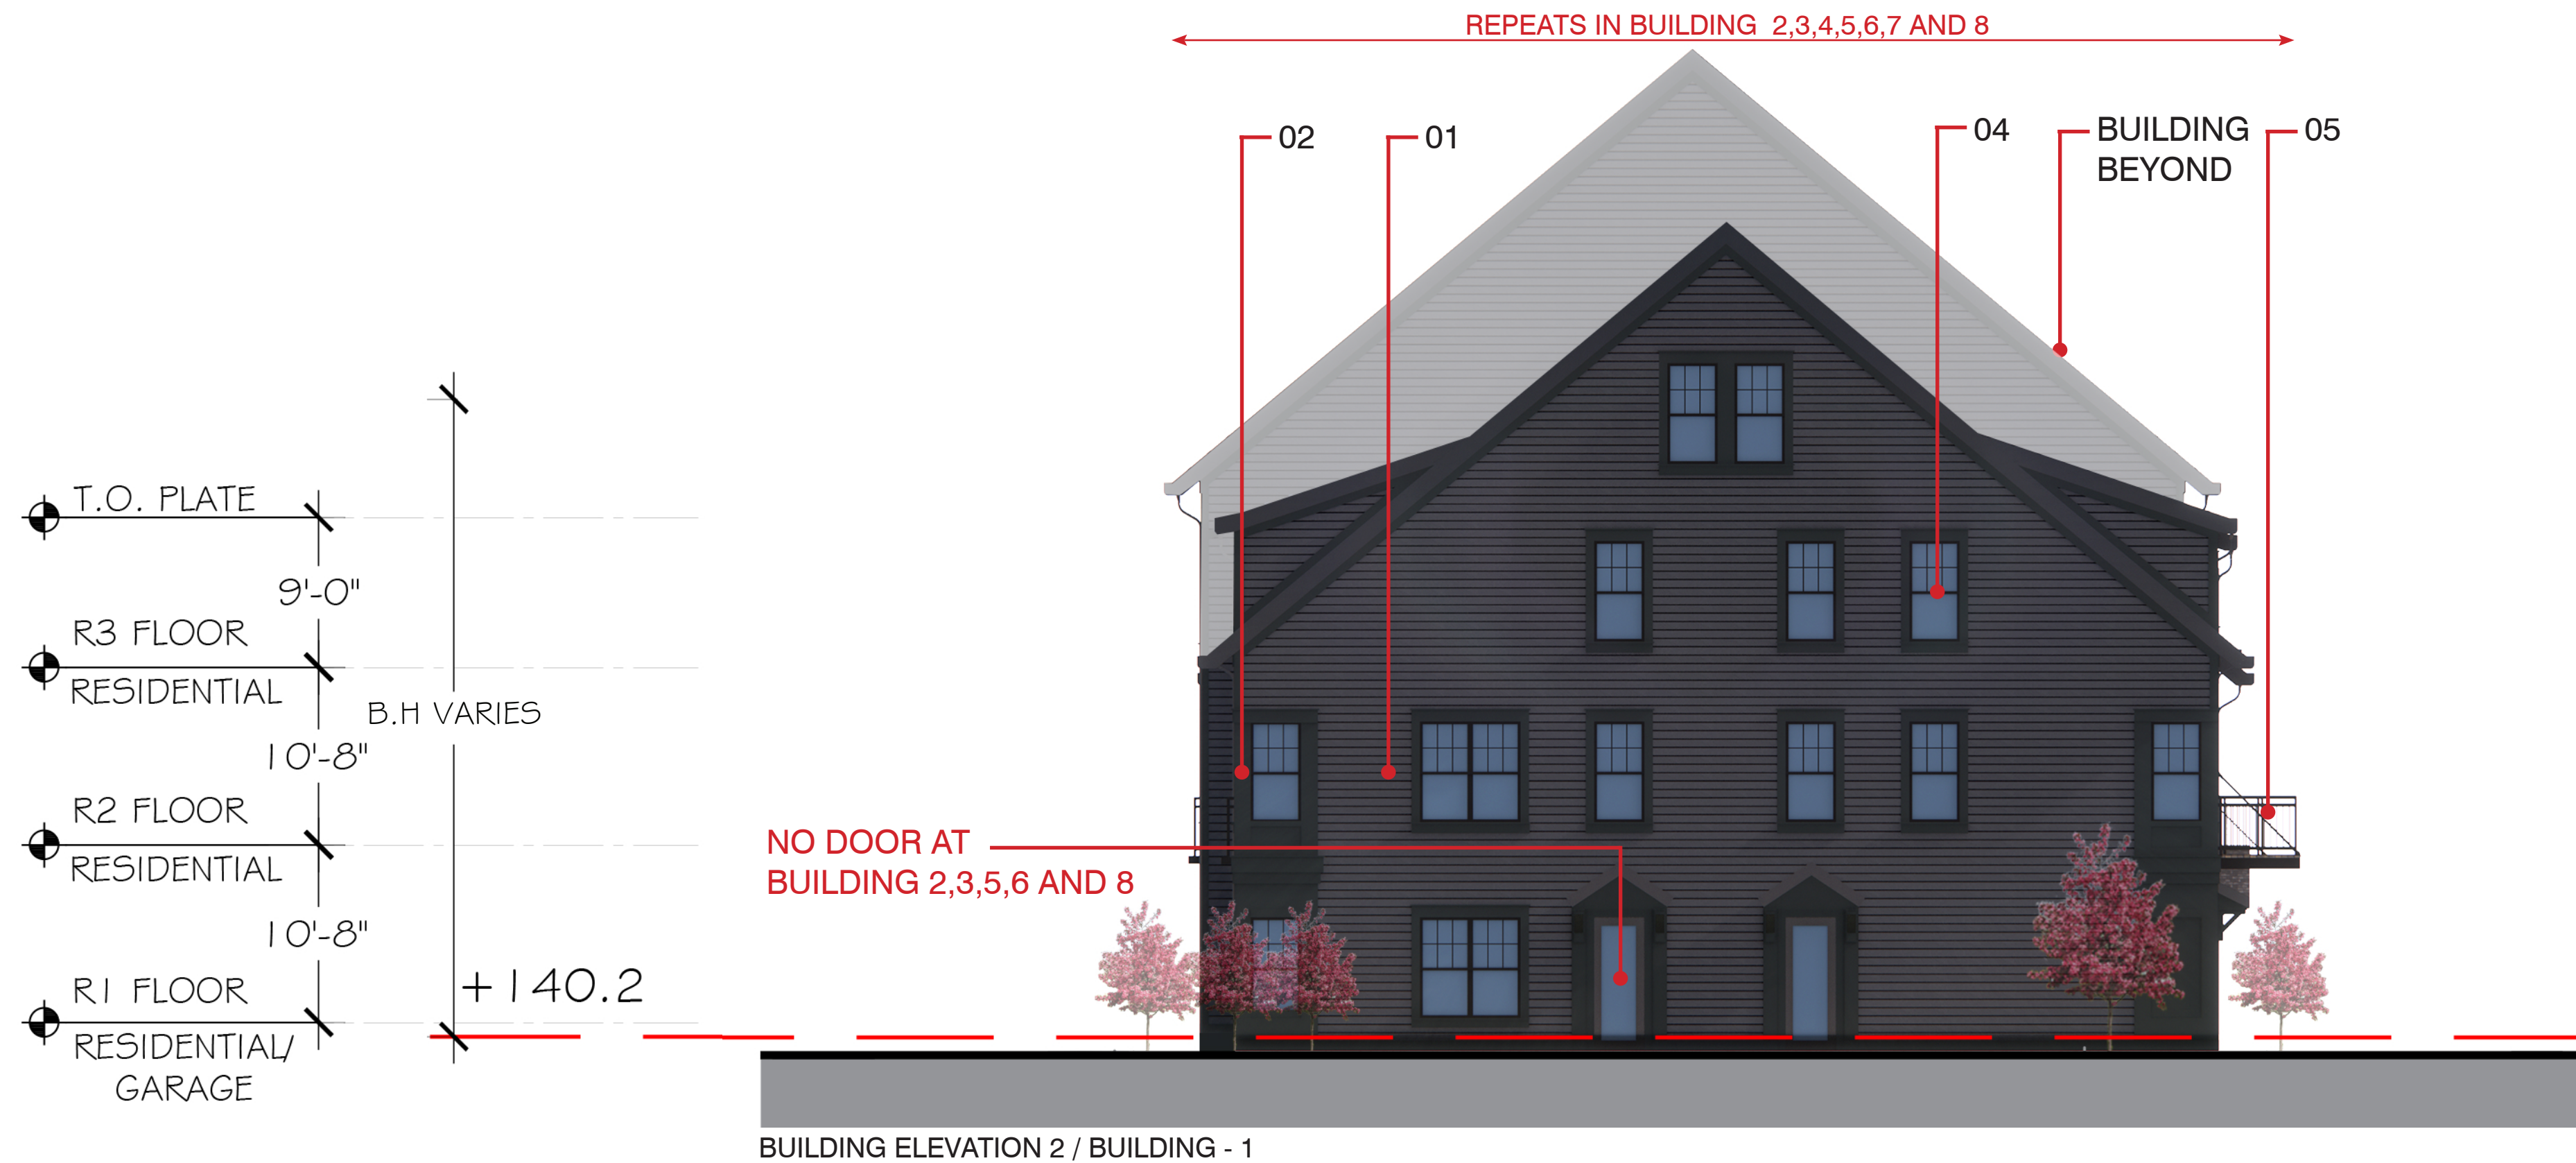 REPEATS IN BUILDING 2,3,4,5,6,7 AND 8
02
01
04
BUILDING
BEYOND
05
T.O. PLATE
9'-0"
R3 FLOOR
RESIDENTIAL
B.H VARIES
10'-8"
R2 FLOOR
RESIDENTIAL
NO DOOR AT
BUILDING 2,3,5,6 AND 8
10'-8"
R1 FLOOR
+140.2
RESIDENTIAL/
GARAGE
BUILDING ELEVATION 2 / BUILDING - 1